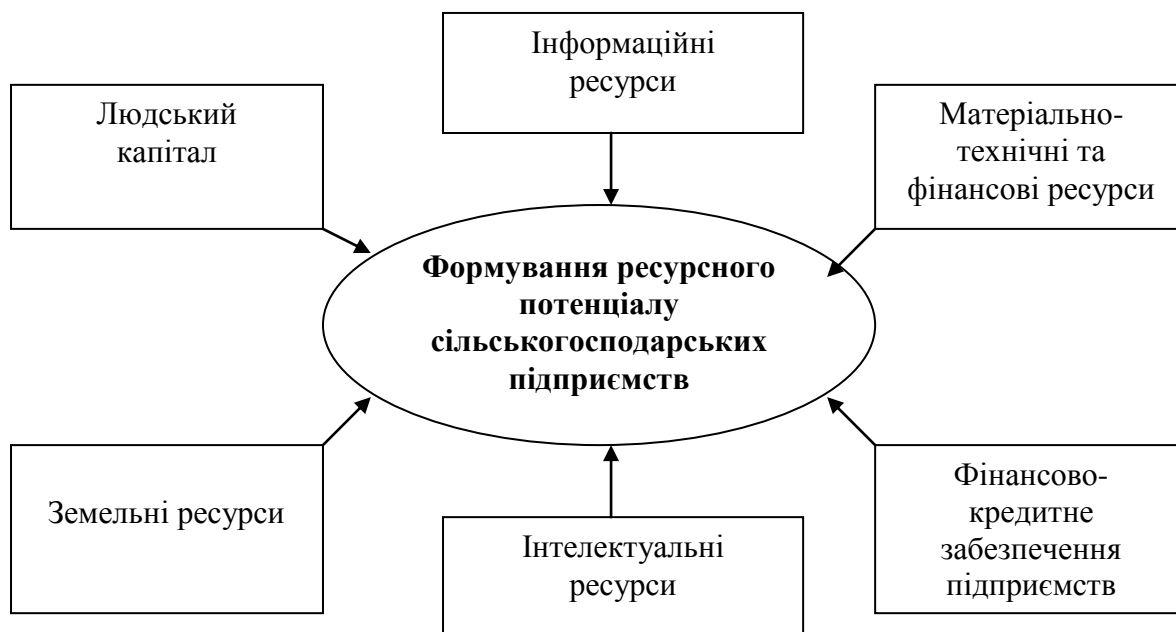 Інформаційні
ресурси
Людський
капітал
Матеріально-
технічні та
фінансові ресурси
Формування ресурсного
потенціалу
сільськогосподарських
підприємств
Земельні ресурси
Інтелектуальні
ресурси
Фінансово-
кредитне
забезпечення
підприємств